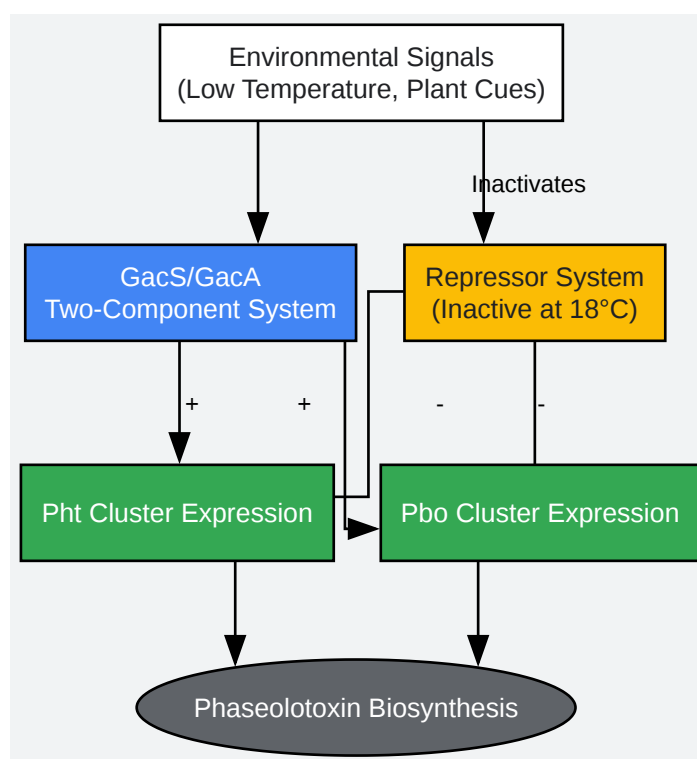 Environmental Signals
(Low Temperature, Plant Cues)
Inactivates
GacS/GacA
Two-Component System
Repressor System
(Inactive at 18°C)
+
+
-
-
Pht Cluster Expression
Pbo Cluster Expression
Phaseolotoxin Biosynthesis